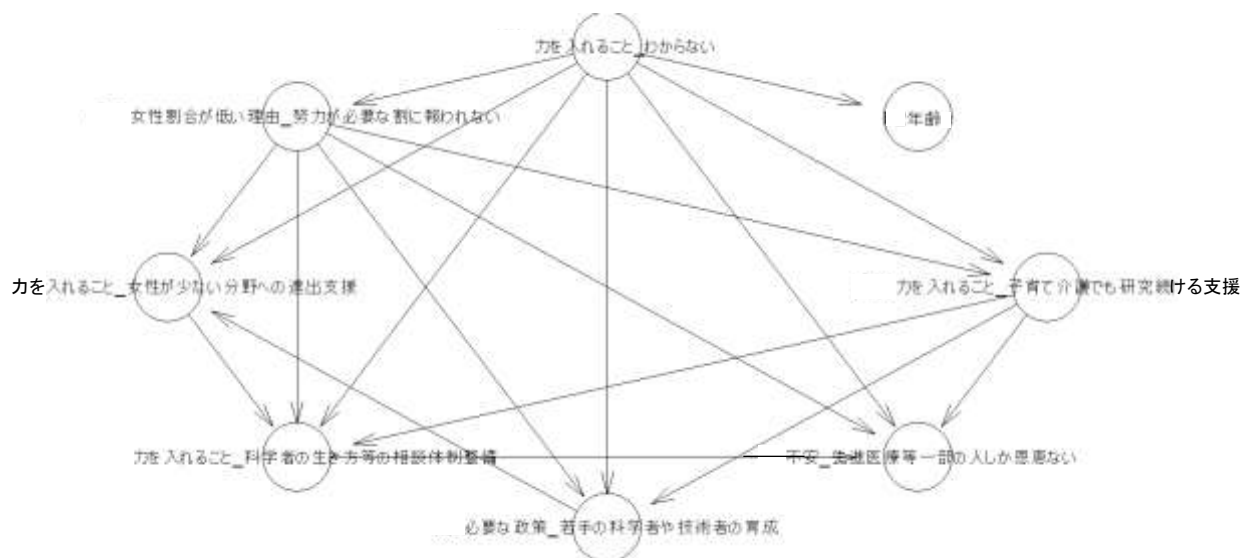 力を入れること_わからない
女性割合が低い理由_努力が必要な割に報われない
年齢
力を入れること_女性が少ない分野への進出支援
力を入れること_子育て介護でも研究続ける支援
力を入れること_科学者の生き方等の相談体制整備
不安_先進医療等一部の人しか恩恵ない
必要な政策_若手の科学者や技術者の育成